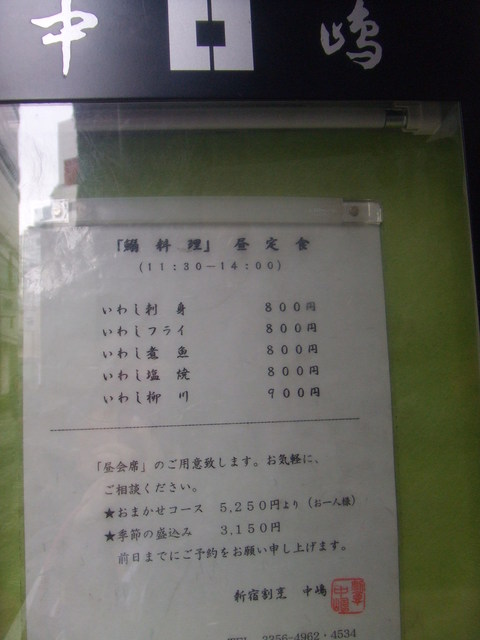 中嶋
「鰯料理」昼定食
(11:30－14:00)
いわし刺身 800円
いわしフライ 800円
いわし煮魚 800円
いわし塩焼 800円
いわし柳川 900円
「昼会席」のご用意致します。お気軽に、
ご相談ください。
★おまかせコース 5,250円より（お一人様）
★季節の盛込み 3,150円
前日までにご予約をお願い申し上げます。
新宿割烹 中嶋
TEL 3356-4962・4534